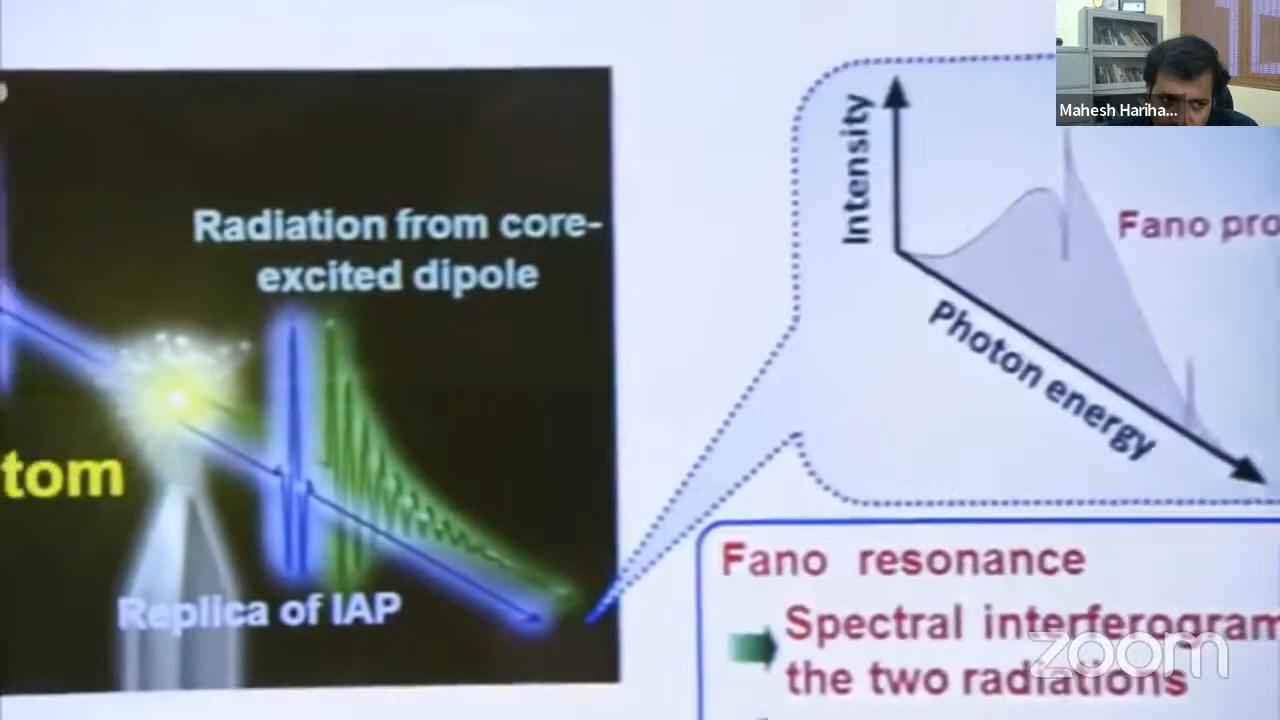 Mahesh Hariha...
Intensity
Radiation from core-
excited dipole
Fano pro
Photon energy
tom
Replica of IAP
Fano resonance
Spectral interferogram
the two radiations
zoom